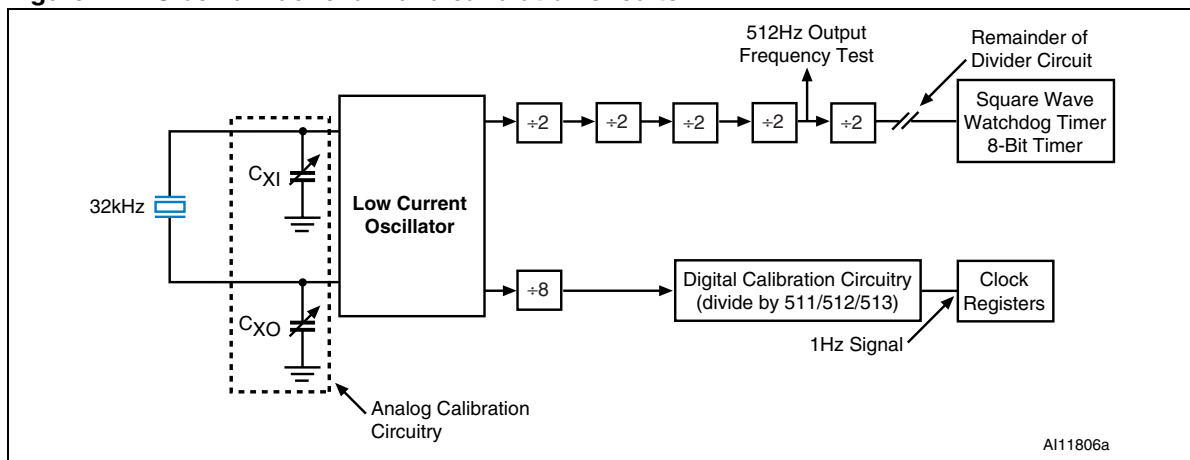 512Hz Output
Frequency Test
Remainder of
Divider Circuit
÷2
÷2
÷2
÷2
÷2
Square Wave
Watchdog Timer
8-Bit Timer
CXI
32kHz
Low Current
Oscillator
÷8
Digital Calibration Circuitry
(divide by 511/512/513)
Clock
Registers
CXO
1Hz Signal
Analog Calibration
Circuitry
AI11806a